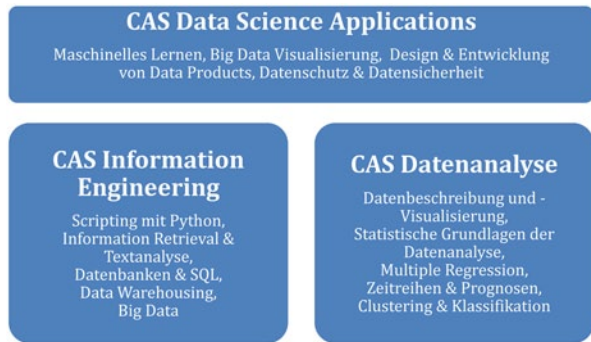 CAS Data Science Applications
Maschinelles Lernen, Big Data Visualisierung, Design & Entwicklung
von Data Products, Datenschutz & Datensicherheit
CAS Information
Engineering
Scripting mit Python,
Information Retrieval &
Textanalyse,
Datenbanken & SQL,
Data Warehousing,
Big Data
CAS Datenanalyse
Datenbeschreibung und -
Visualisierung,
Statistische Grundlagen der
Datenanalyse,
Multiple Regression,
Zeitreihen & Prognosen,
Clustering & Klassifikation